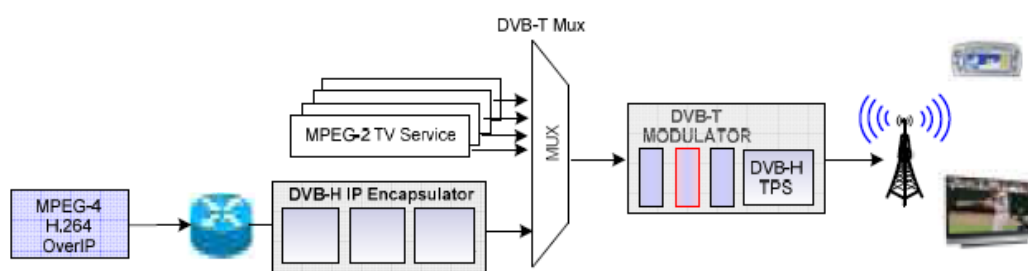 DVB-T Mux
MPEG-2 TV Service
MUX
DVB-T
MODULATOR
DVB-H
TPS
DVB-H IP Encapsulator
MPEG-4
H.264
OverIP